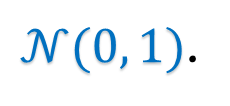 𝒩(0, 1).